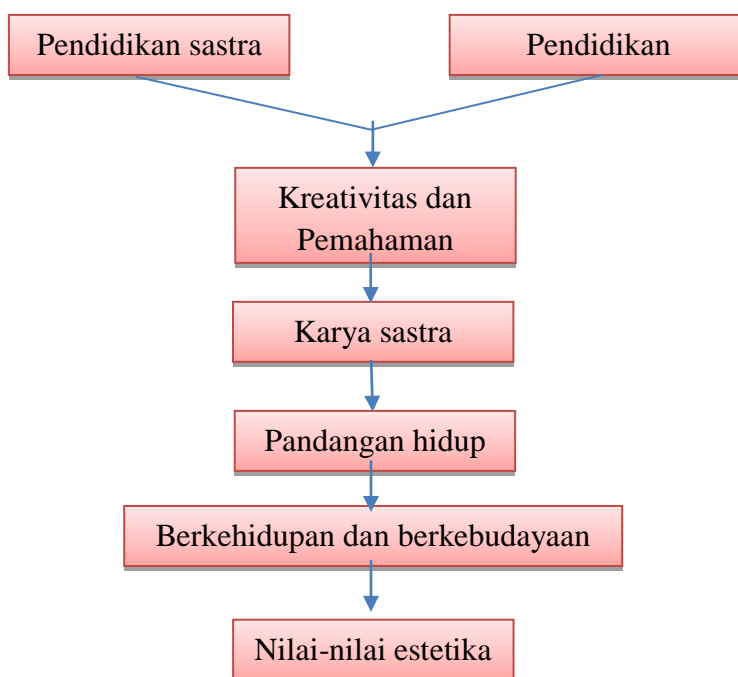 Pendidikan sastra
Pendidikan
Kreativitas dan
Pemahaman
Karya sastra
Pandangan hidup
Berkehidupan dan berkebudayaan
Nilai-nilai estetika